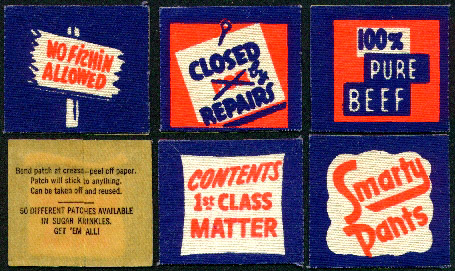 NO FISHIN
ALLOWED
CLOSED
for
REPAIRS
100%
PURE
BEEF
Bend patch at crease—peel off paper.
Patch will stick to anything.
Can be taken off and reused.
50 DIFFERENT PATCHES AVAILABLE
IN SUGAR KRINKLES.
GET 'EM ALL!
CONTENTS
1st CLASS
MATTER
Smarty
Pants